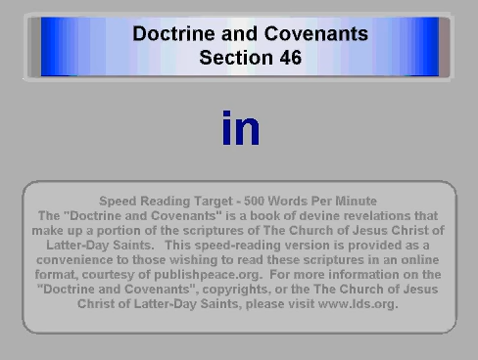 Doctrine and Covenants
Section 46
in
Speed Reading Target - 500 Words Per Minute
The "Doctrine and Covenants" is a book of devine revelations that
make up a portion of the scriptures of The Church of Jesus Christ of
Latter-Day Saints. This speed-reading version is provided as a
convenience to those wishing to read these scriptures in an online
format, courtesy of publishpeace.org. For more information on the
"Doctrine and Covenants", copyrights, or the The Church of Jesus
Christ of Latter-Day Saints, please visit www.lds.org.